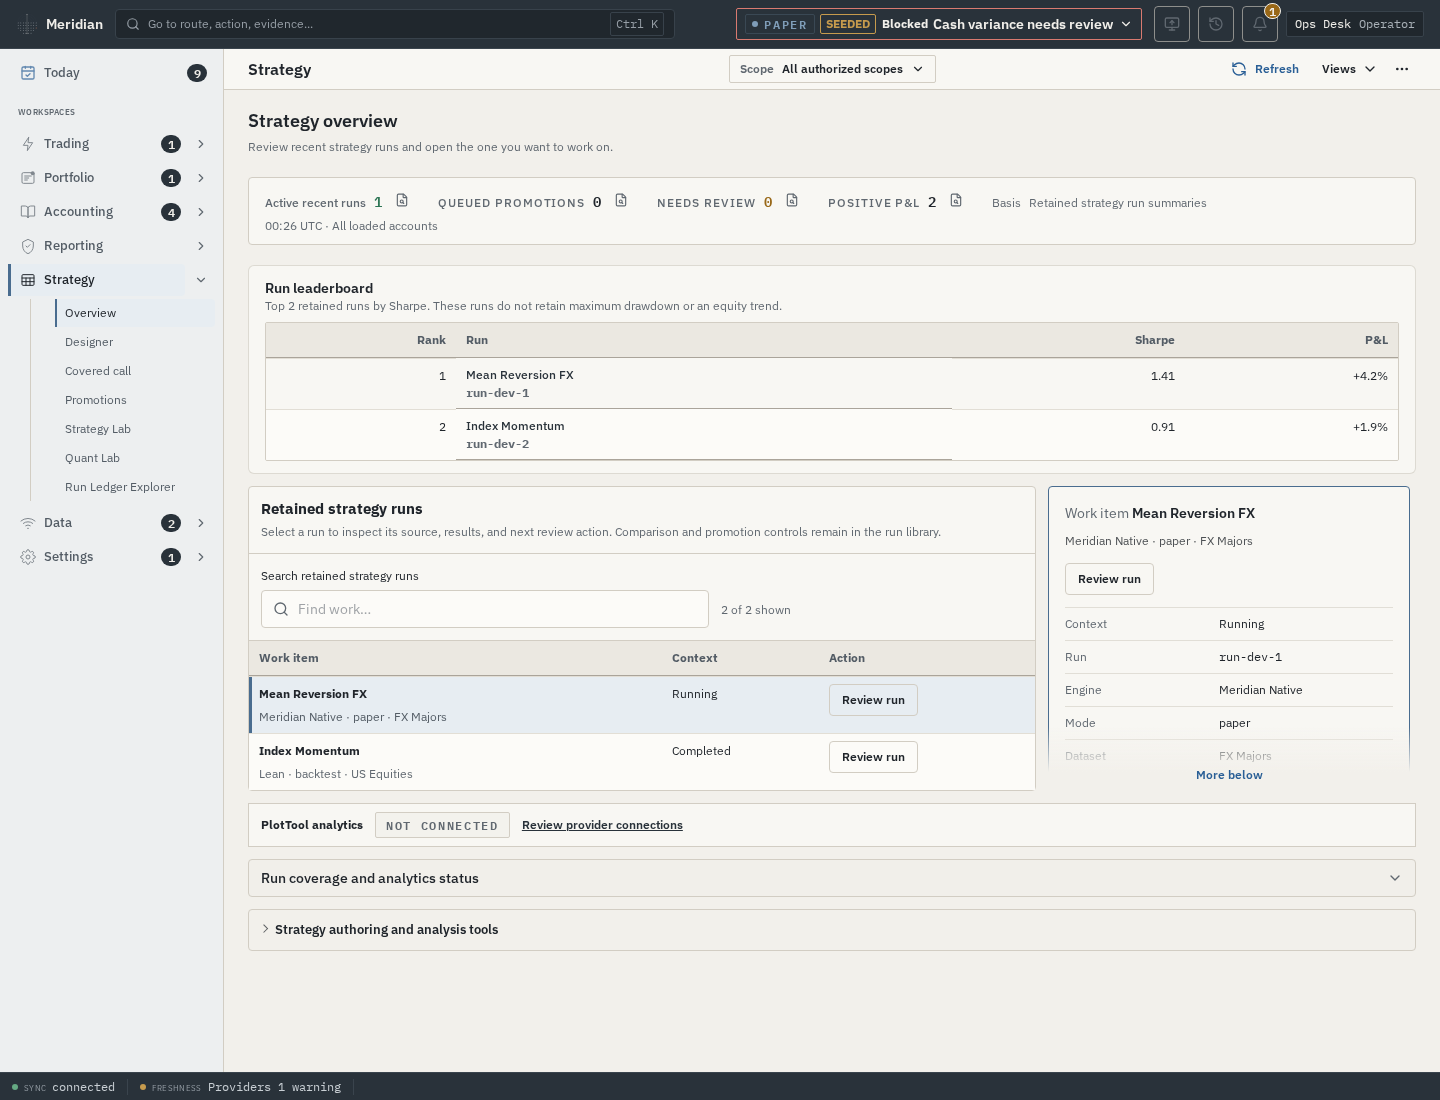 Meridian
Go to route, action, evidence...
Ctrl K
PAPER
SEEDED
Blocked Cash variance needs review
1
Ops Desk Operator
Today 9
WORKSPACES
Trading 1
Portfolio 1
Accounting 4
Reporting
Strategy
Overview
Designer
Covered call
Promotions
Strategy Lab
Quant Lab
Run Ledger Explorer
Data 2
Settings 1
Strategy
Scope All authorized scopes
Refresh
Views
Strategy overview
Review recent strategy runs and open the one you want to work on.
Active recent runs 1 QUEUED PROMOTIONS 0 NEEDS REVIEW 0 POSITIVE P&L 2 Basis Retained strategy run summaries
00:26 UTC · All loaded accounts
Run leaderboard
Top 2 retained runs by Sharpe. These runs do not retain maximum drawdown or an equity trend.
Rank Run Sharpe P&L
1 Mean Reversion FX 1.41 +4.2%
run-dev-1
2 Index Momentum 0.91 +1.9%
run-dev-2
Retained strategy runs
Select a run to inspect its source, results, and next review action. Comparison and promotion controls remain in the run library.
Search retained strategy runs
Find work...
2 of 2 shown
Work item Context Action
Mean Reversion FX Running Review run
Meridian Native · paper · FX Majors
Index Momentum Completed Review run
Lean · backtest · US Equities
Work item Mean Reversion FX
Meridian Native · paper · FX Majors
Review run
Context Running
Run run-dev-1
Engine Meridian Native
Mode paper
Dataset FX Majors
More below
PlotTool analytics NOT CONNECTED Review provider connections
Run coverage and analytics status
Strategy authoring and analysis tools
SYNC connected FRESHNESS Providers 1 warning